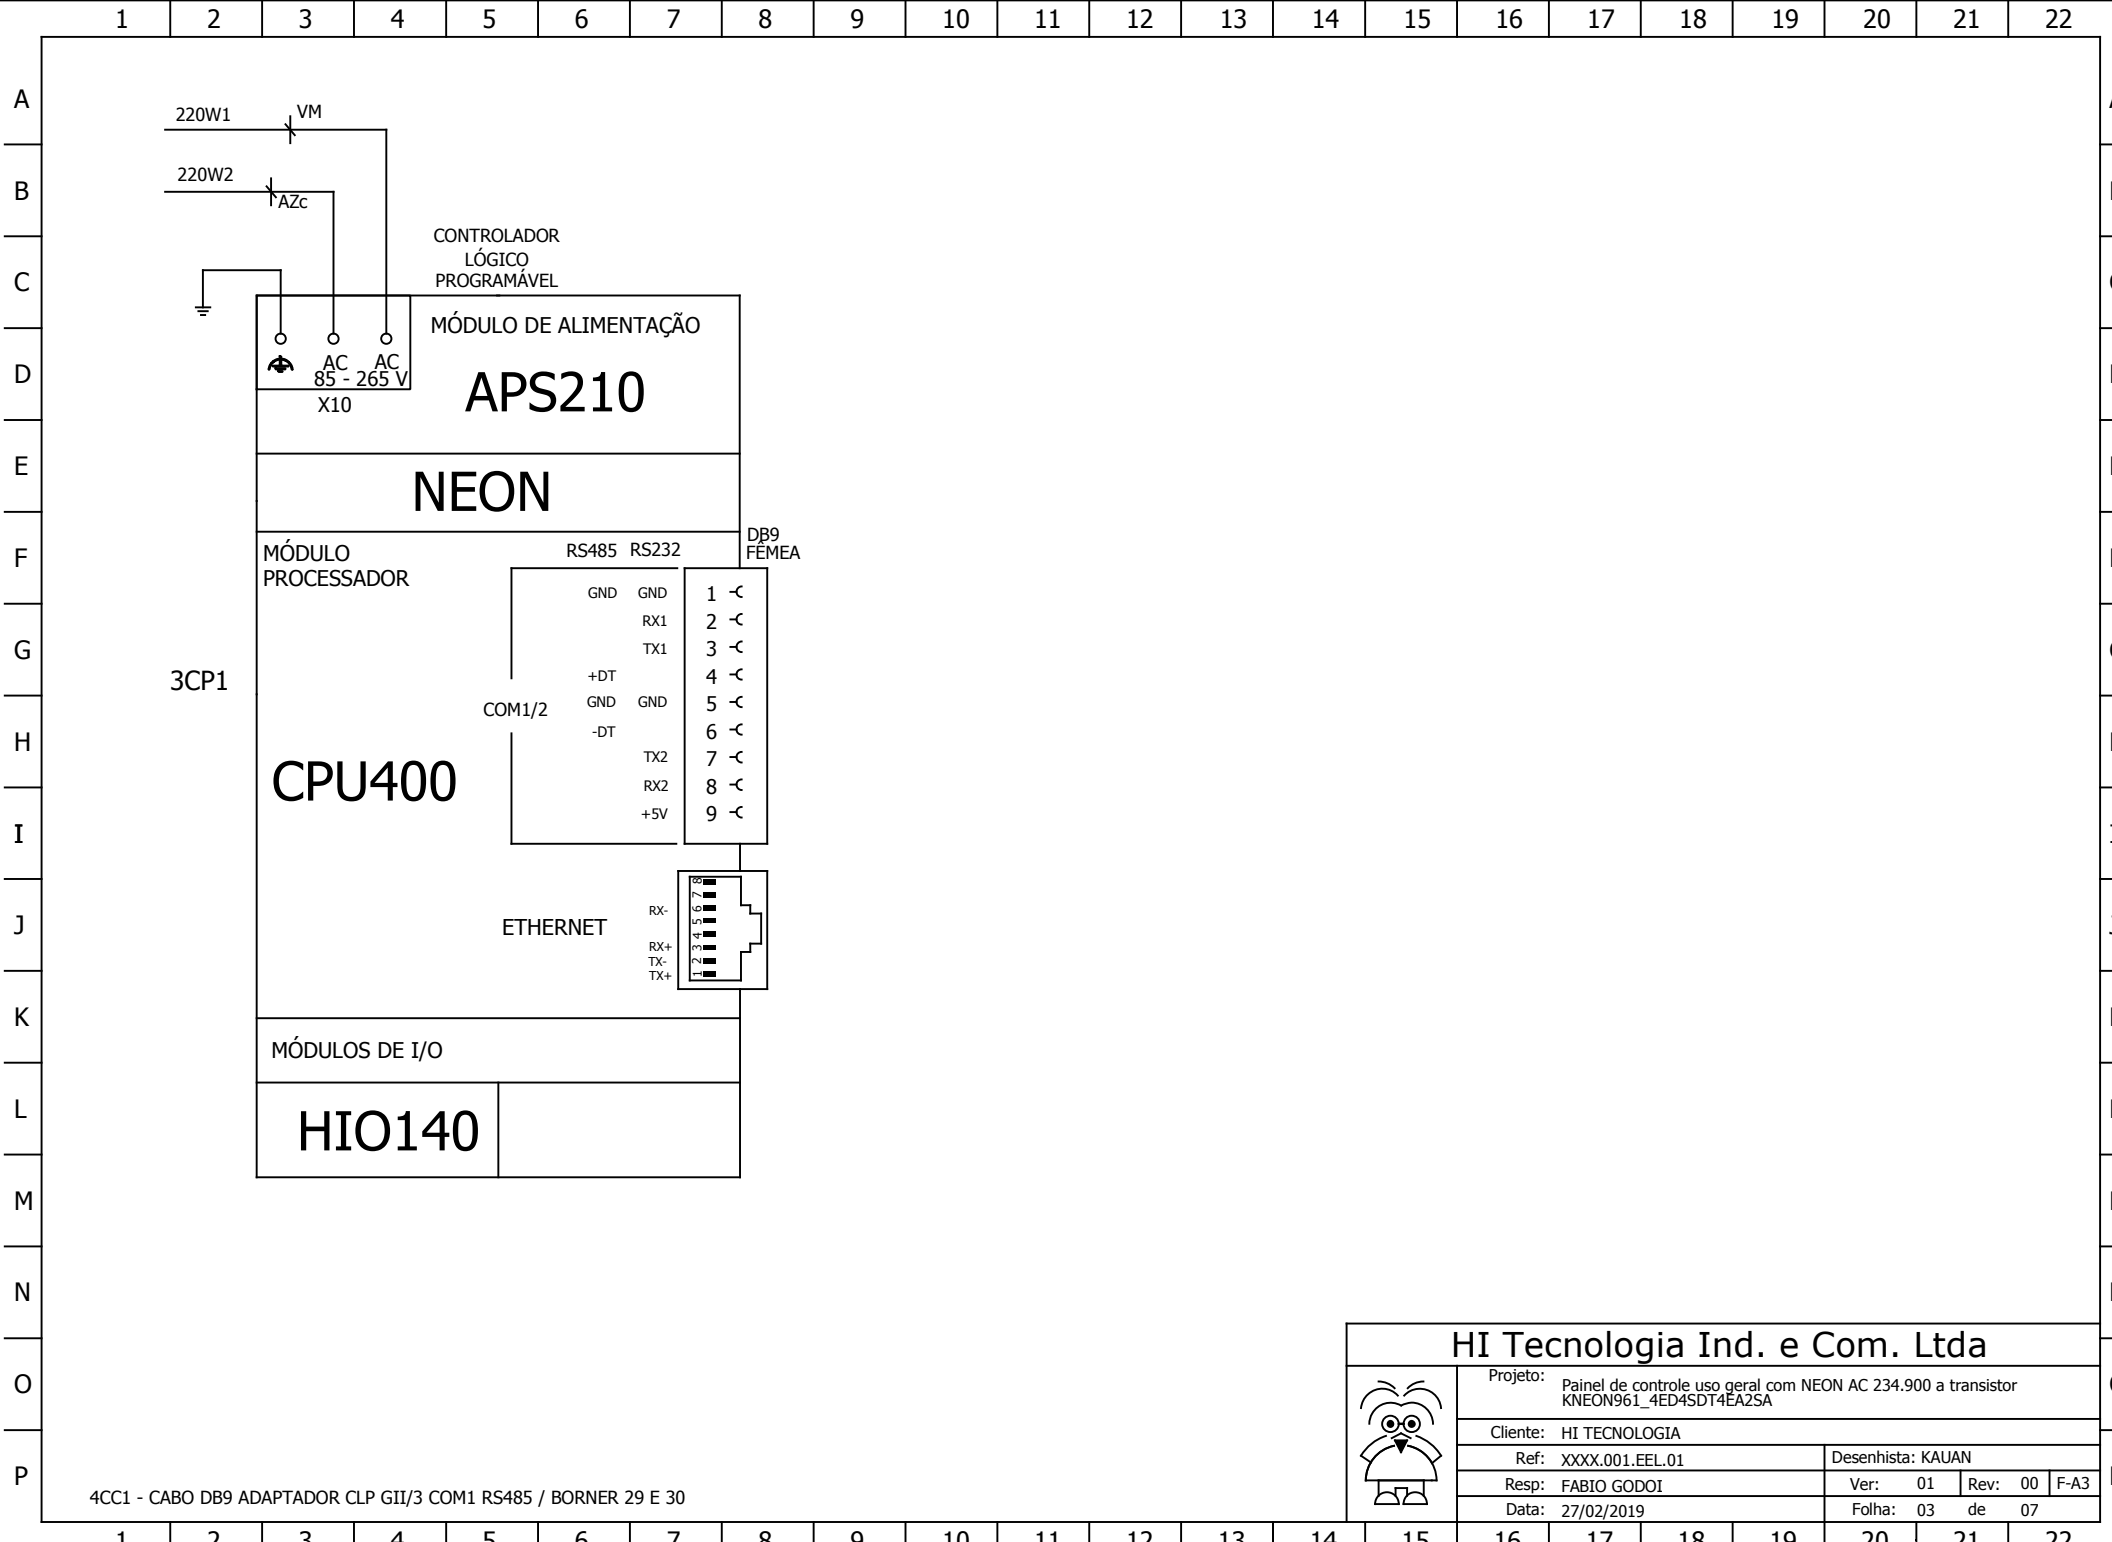 1 2 3 4 5 6 7 8 9 10 11 12 13 14 15 16 17 18 19 20 21 22
A
B
C
D
E
F
G
H
I
J
K
L
M
N
O
P
220W1
VM
220W2
AZc
CONTROLADOR
LÓGICO
PROGRAMÁVEL
MÓDULO DE ALIMENTAÇÃO
APS210
AC AC
85 - 265 V
X10
NEON
MÓDULO
PROCESSADOR
RS485 RS232
DB9
FÊMEA
GND GND 1
RX1 2
TX1 3
+DT 4
GND GND 5
-DT 6
TX2 7
RX2 8
+5V 9
COM1/2
3CP1
CPU400
ETHERNET
8
7
RX- 6
5
4
RX+ 3
TX- 2
TX+ 1
MÓDULOS DE I/O
HIO140
4CC1 - CABO DB9 ADAPTADOR CLP GII/3 COM1 RS485 / BORNER 29 E 30
HI Tecnologia Ind. e Com. Ltda
Projeto: Painel de controle uso geral com NEON AC 234.900 a transistor
KNEON961_4ED4SDT4EA2SA
Cliente: HI TECNOLOGIA
Ref: XXXX.001.EEL.01 Desenhista: KAUAN
Resp: FABIO GODOI Ver: 01 Rev: 00 F-A3
Data: 27/02/2019 Folha: 03 de 07
1 2 3 4 5 6 7 8 9 10 11 12 13 14 15 16 17 18 19 20 21 22